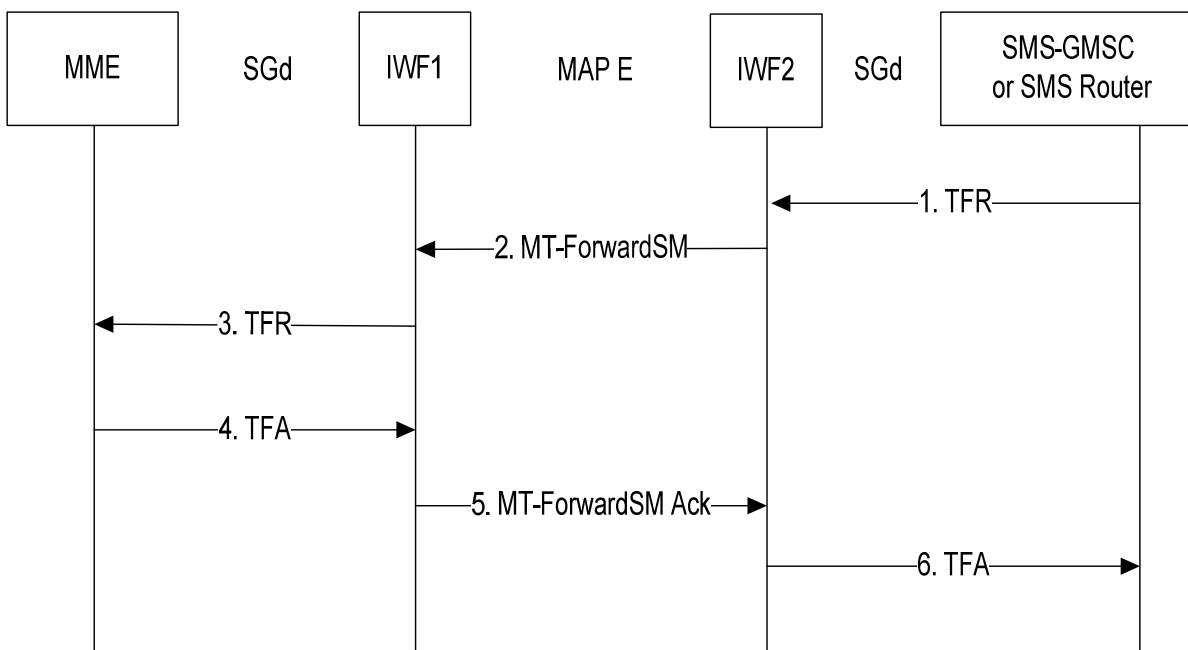 MME
SGd
IWF1
MAP E
IWF2
SGd
SMS-GMSC
or SMS Router
1. TFR
2. MT-ForwardSM
3. TFR
4. TFA
5. MT-ForwardSM Ack
6. TFA